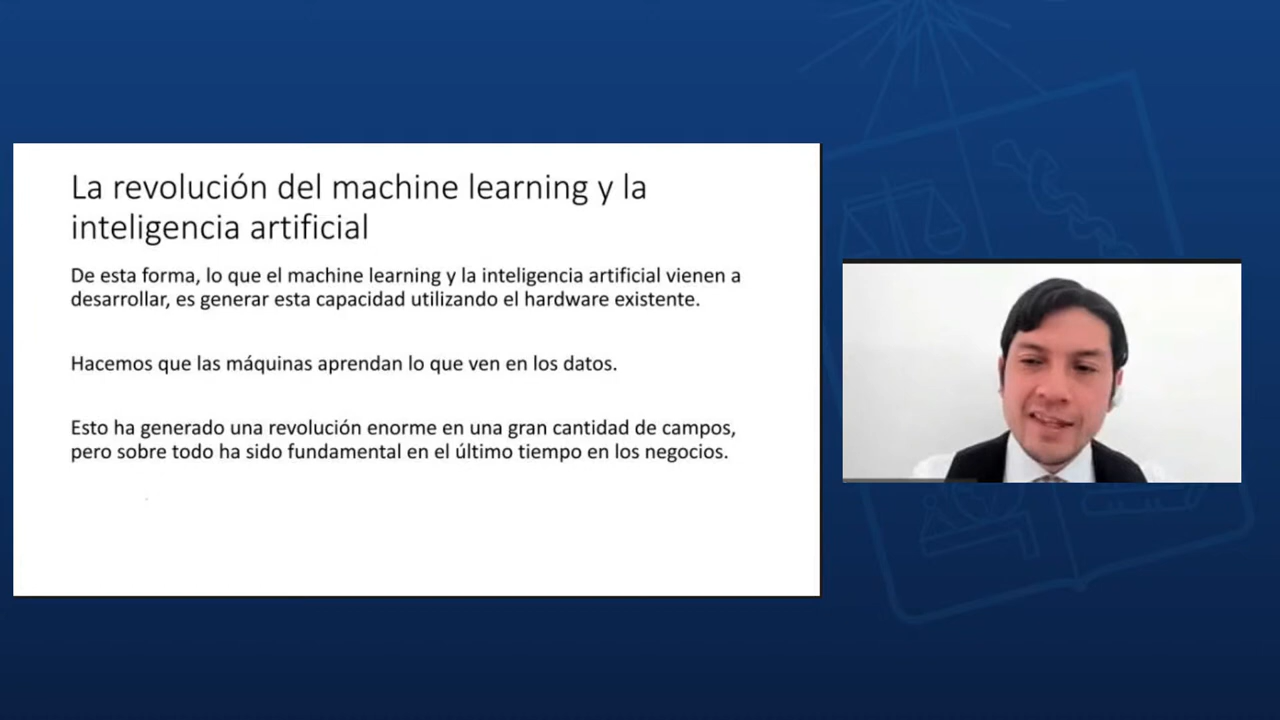 La revolución del machine learning y la
inteligencia artificial
De esta forma, lo que el machine learning y la inteligencia artificial vienen a
desarrollar, es generar esta capacidad utilizando el hardware existente.
Hacemos que las máquinas aprendan lo que ven en los datos.
Esto ha generado una revolución enorme en una gran cantidad de campos,
pero sobre todo ha sido fundamental en el último tiempo en los negocios.